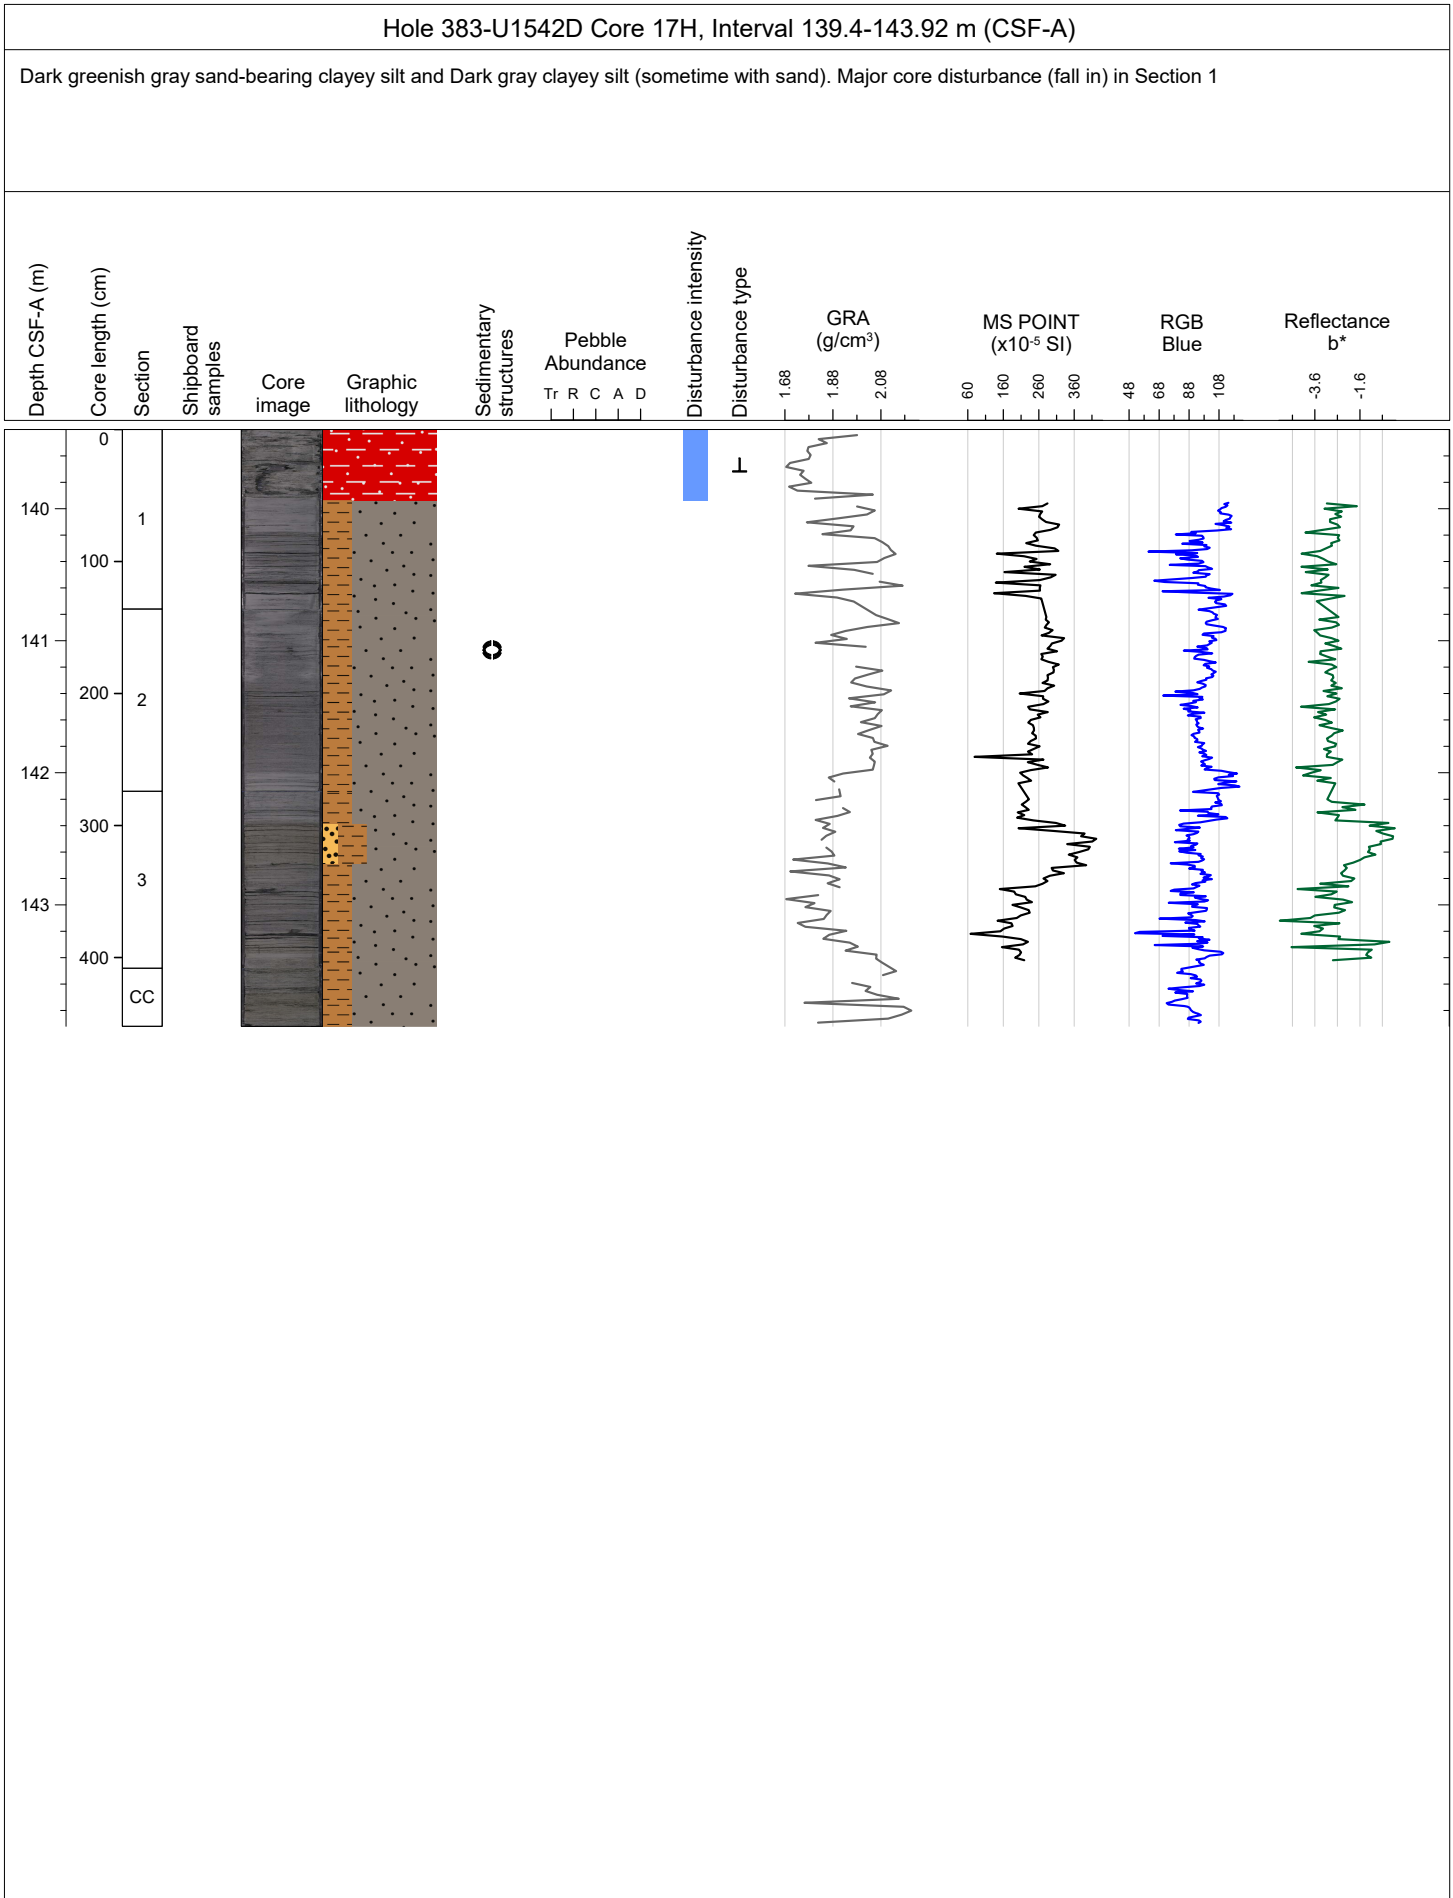 Hole 383-U1542D Core 17H, Interval 139.4-143.92 m (CSF-A)
Dark greenish gray sand-bearing clayey silt and Dark gray clayey silt (sometime with sand). Major core disturbance (fall in) in Section 1
Depth CSF-A (m)
Core length (cm)
Section
Shipboard
samples
Core
image
Graphic
lithology
Sedimentary
structures
Pebble
Abundance
Tr R C A D
Disturbance intensity
Disturbance type
GRA
(g/cm³)
1.68
1.88
2.08
MS POINT
(x10⁻⁵ SI)
60
160
260
360
RGB
Blue
48
68
88
108
Reflectance
b*
-3.6
-1.6
0
140
1
100
141
200
2
142
300
3
143
400
CC